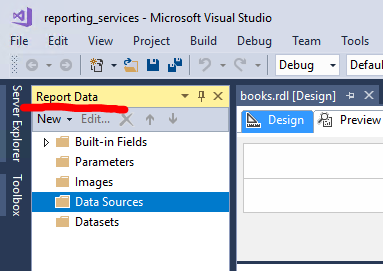 reporting_services - Microsoft Visual Studio
File Edit View Project Build Debug Team Tools
Debug Defaul
Server Explorer
Toolbox
Report Data
New Edit...
Built-in Fields
Parameters
Images
Data Sources
Datasets
books.rdl [Design]
Design Preview